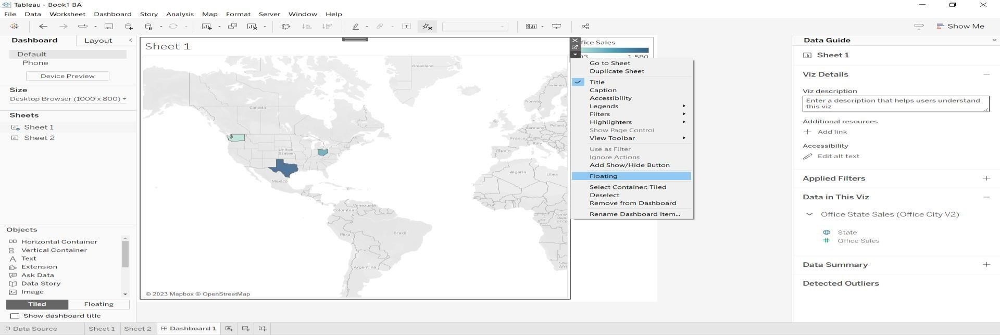 Tableau - Book1 BA
File Data Worksheet Dashboard Story Analysis Map Format Server Window Help
Show Me
Dashboard Layout
Default
Phone
Device Preview
Size
Desktop Browser (1000 x 800)
Sheets
Sheet 1
Sheet 2
Objects
Horizontal Container
Vertical Container
Text
Extension
Ask Data
Data Story
Image
Tiled Floating
Show dashboard title
Sheet 1
Greenland
Sweden
Norway
Canada
Germany
Poland
France
Italy
Spain
United
States
Algeria
Libya
Mexico
Venezuela
Colombia
Demo
Repu
of Co
Brazil
Peru
Sou
Afri
Argentina
© 2023 Mapbox © OpenStreetMap
fice Sales
03 1,580
Go to Sheet
Duplicate Sheet
Title
Caption
Accessibility
Legends
Filters
Highlighters
Show Page Control
View Toolbar
Use as Filter
Ignore Actions
Add Show/Hide Button
Floating
Select Container: Tiled
Deselect
Remove from Dashboard
Rename Dashboard Item...
Data Guide
Sheet 1
Viz Details
Viz description
Enter a description that helps users understand
this viz
Additional resources
Add link
Accessibility
Edit alt text
Applied Filters
Data in This Viz
Office State Sales (Office City V2)
State
Office Sales
Data Summary
Detected Outliers
Data Source Sheet 1 Sheet 2 Dashboard 1